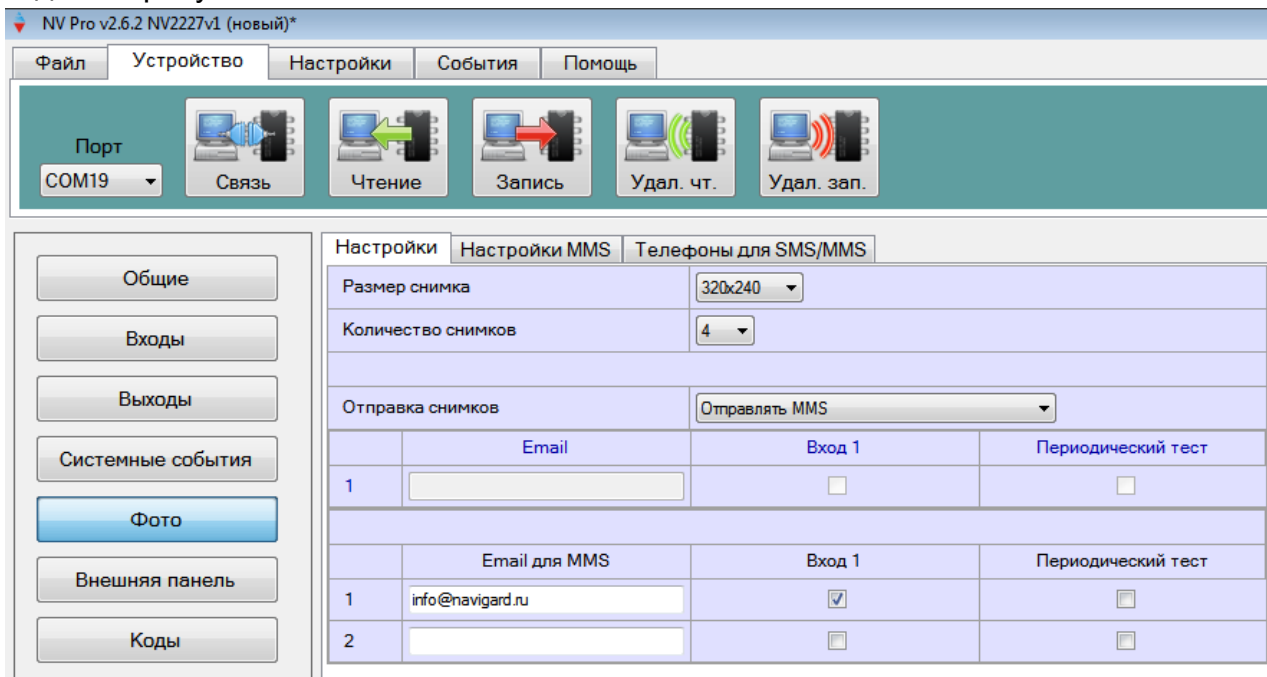 NV Pro v2.6.2 NV2227v1 (новый)*
Файл Устройство Настройки События Помощь
Порт
COM19 Связь Чтение Запись Удал. чт. Удал. зап.
Общие
Входы
Выходы
Системные события
Фото
Внешняя панель
Коды
Настройки Настройки MMS Телефоны для SMS/MMS
Размер снимка 320x240
Количество снимков 4
Отправка снимков Отправлять MMS
Email Вход 1 Периодический тест
1
Email для MMS Вход 1 Периодический тест
1 info@navigard.ru
2